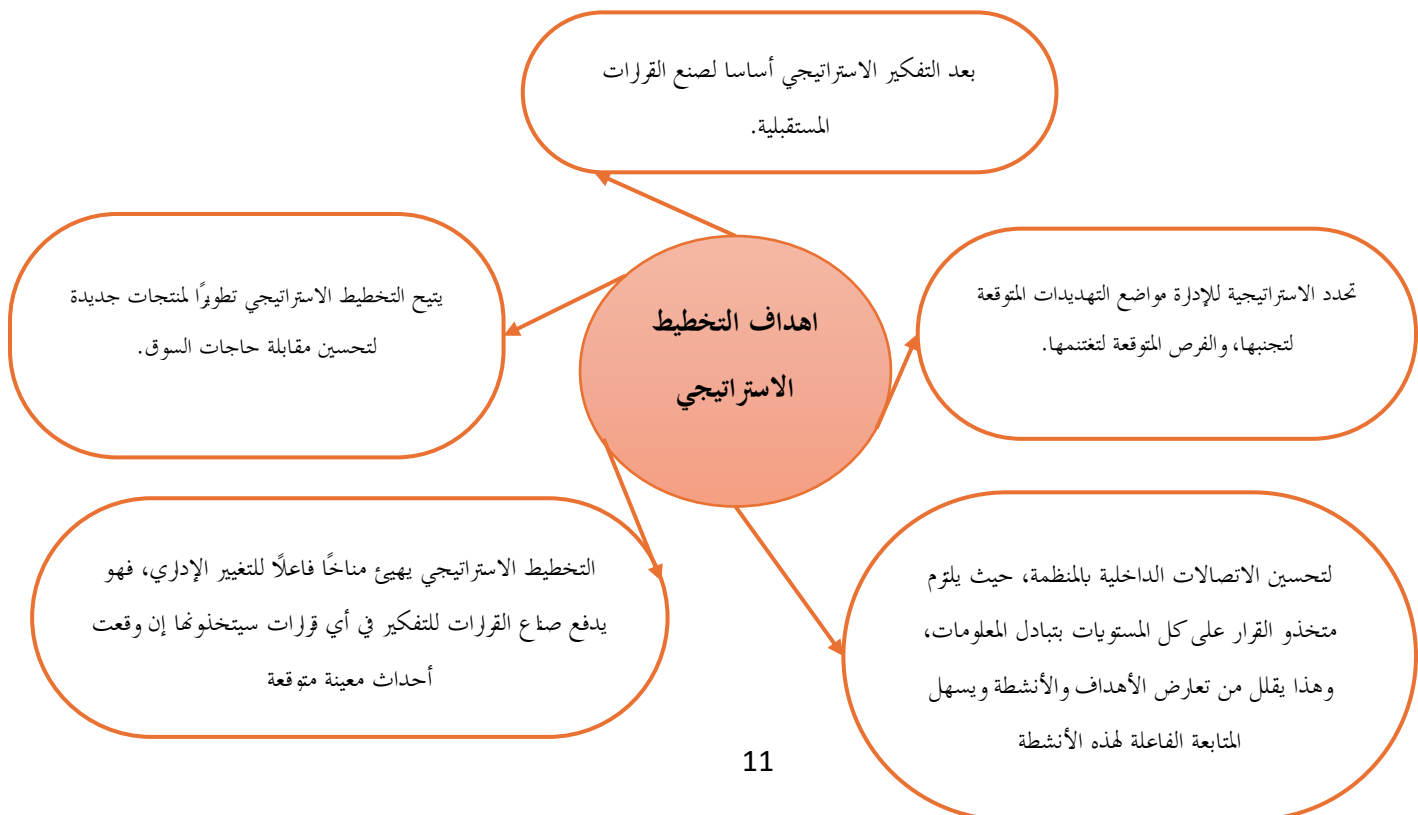 بعد التفكير الاستراتيجي أساسا لصنع القرارات
المستقبلية.
تحدد الاستراتيجية للإدارة مواضع التهديدات المتوقعة
لتجنبها، والفرص المتوقعة لتغتنمها.
يتيح التخطيط الاستراتيجي تطويرًا لمنتجات جديدة
لتحسين مقابلة حاجات السوق.
اهداف التخطيط
الاستراتيجي
لتحسين الاتصالات الداخلية بالمنظمة، حيث يلتزم
متخذو القرار على كل المستويات بتبادل المعلومات،
وهذا يقلل من تعارض الأهداف والأنشطة ويسهل
المتابعة الفاعلة لهذه الأنشطة
التخطيط الاستراتيجي يهيئ مناخًا فاعلًا للتغيير الإداري، فهو
يدفع صناع القرارات للتفكير في أي قرارات سيتخذونها إن وقعت
أحداث معينة متوقعة
11